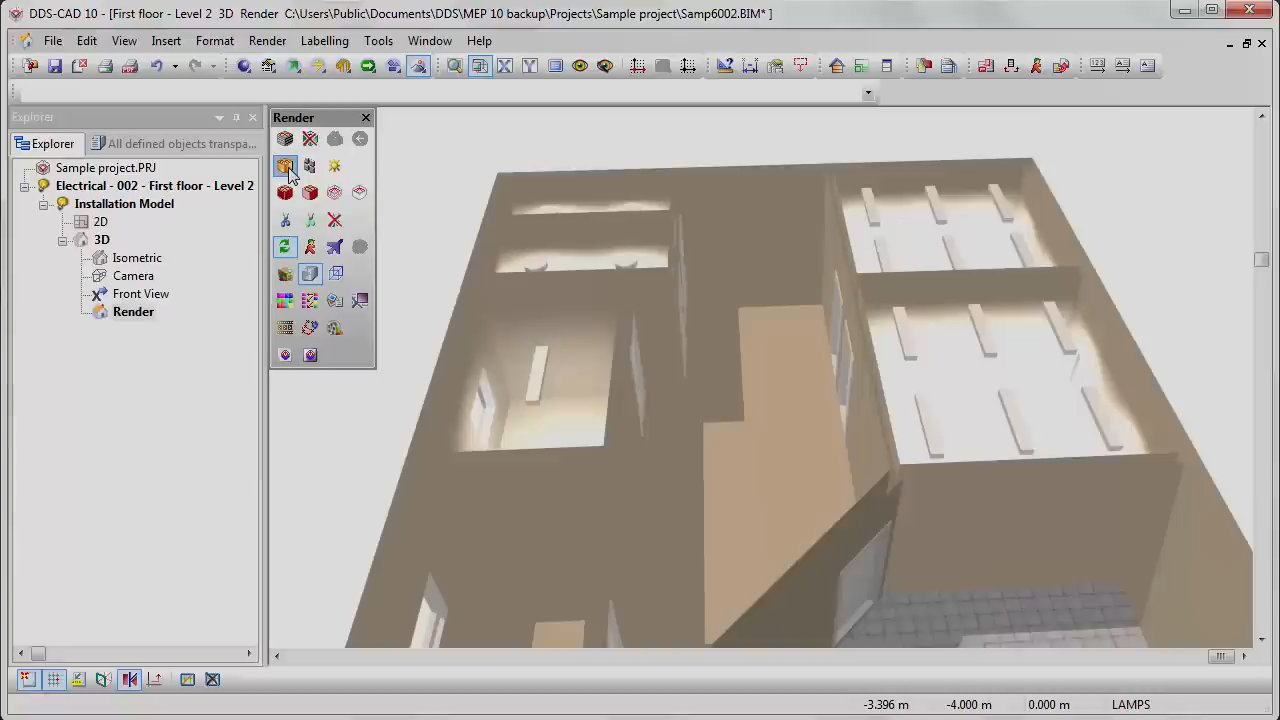 DDS-CAD 10 - [First floor - Level 2 3D Render C:\Users\Public\Documents\DDS\MEP 10 backup\Projects\Sample project\Samp6002.BIM* ]
File Edit View Insert Format Render Labelling Tools Window Help
Explorer
Explorer All defined objects transpa...
Sample project.PRJ
Electrical - 002 - First floor - Level 2
Installation Model
2D
3D
Isometric
Camera
Front View
Render
Render
-3.396 m -4.000 m 0.000 m LAMPS